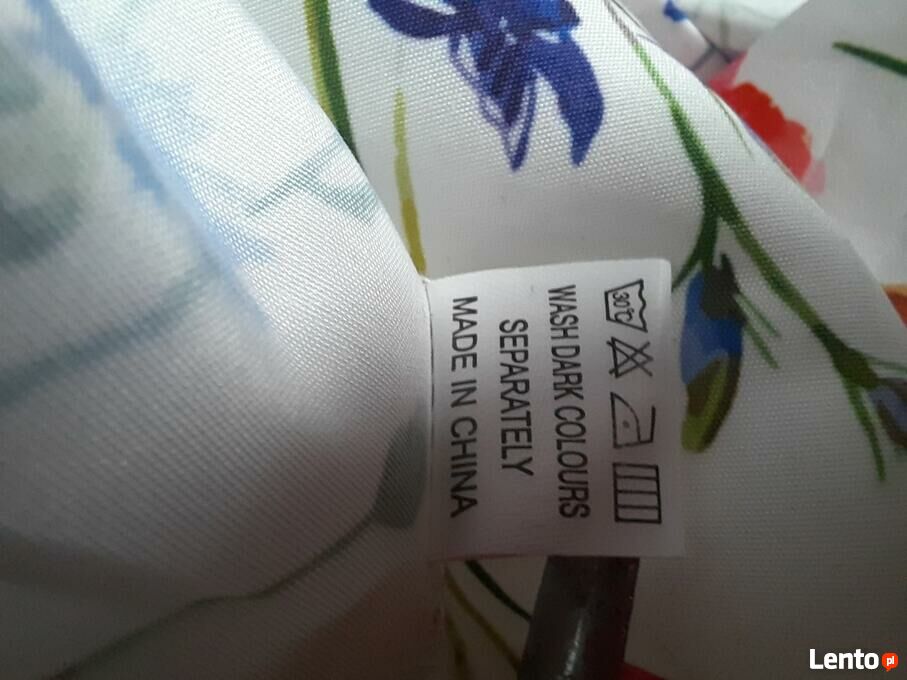 30°C
WASH DARK COLOURS
SEPARATELY
MADE IN CHINA
Lento pl